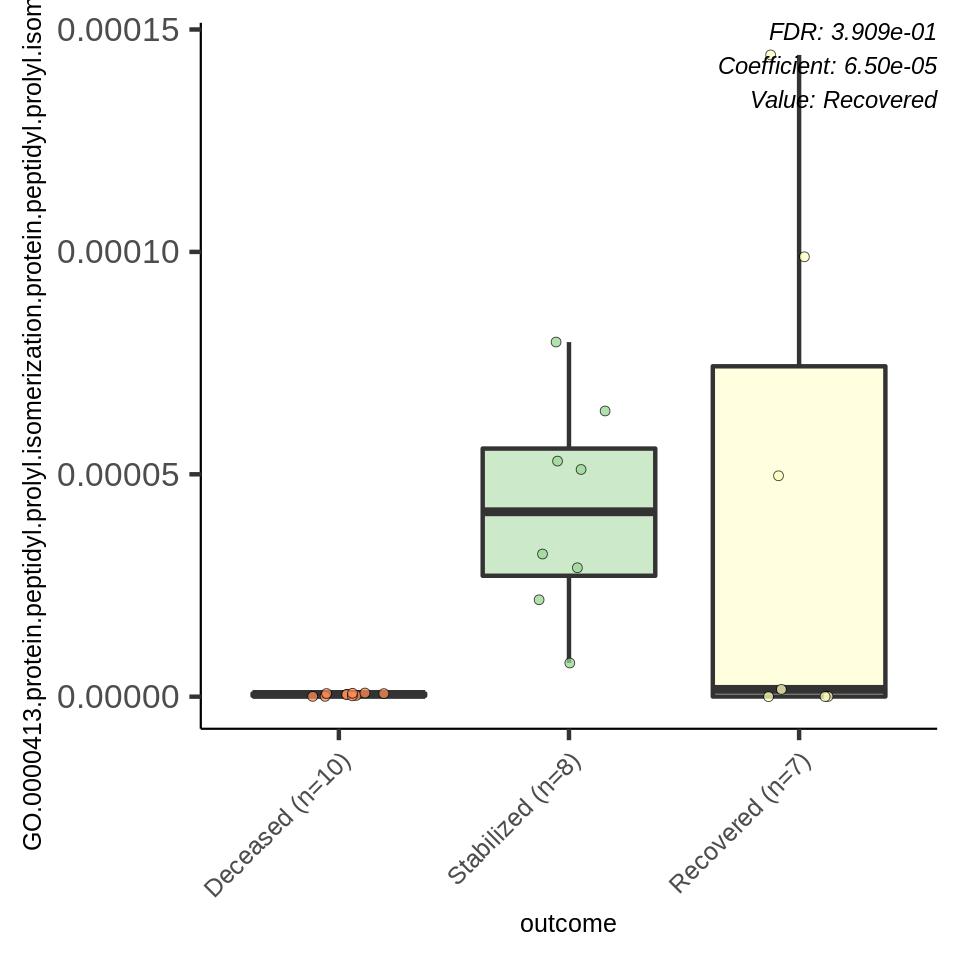 GO.0000413.protein.peptidyl.prolyl.isomerization.protein.peptidyl.prolyl.isom
0.00015
0.00010
0.00005
0.00000
FDR: 3.909e-01
Coefficient: 6.50e-05
Value: Recovered
Deceased (n=10)
Stabilized (n=8)
Recovered (n=7)
outcome